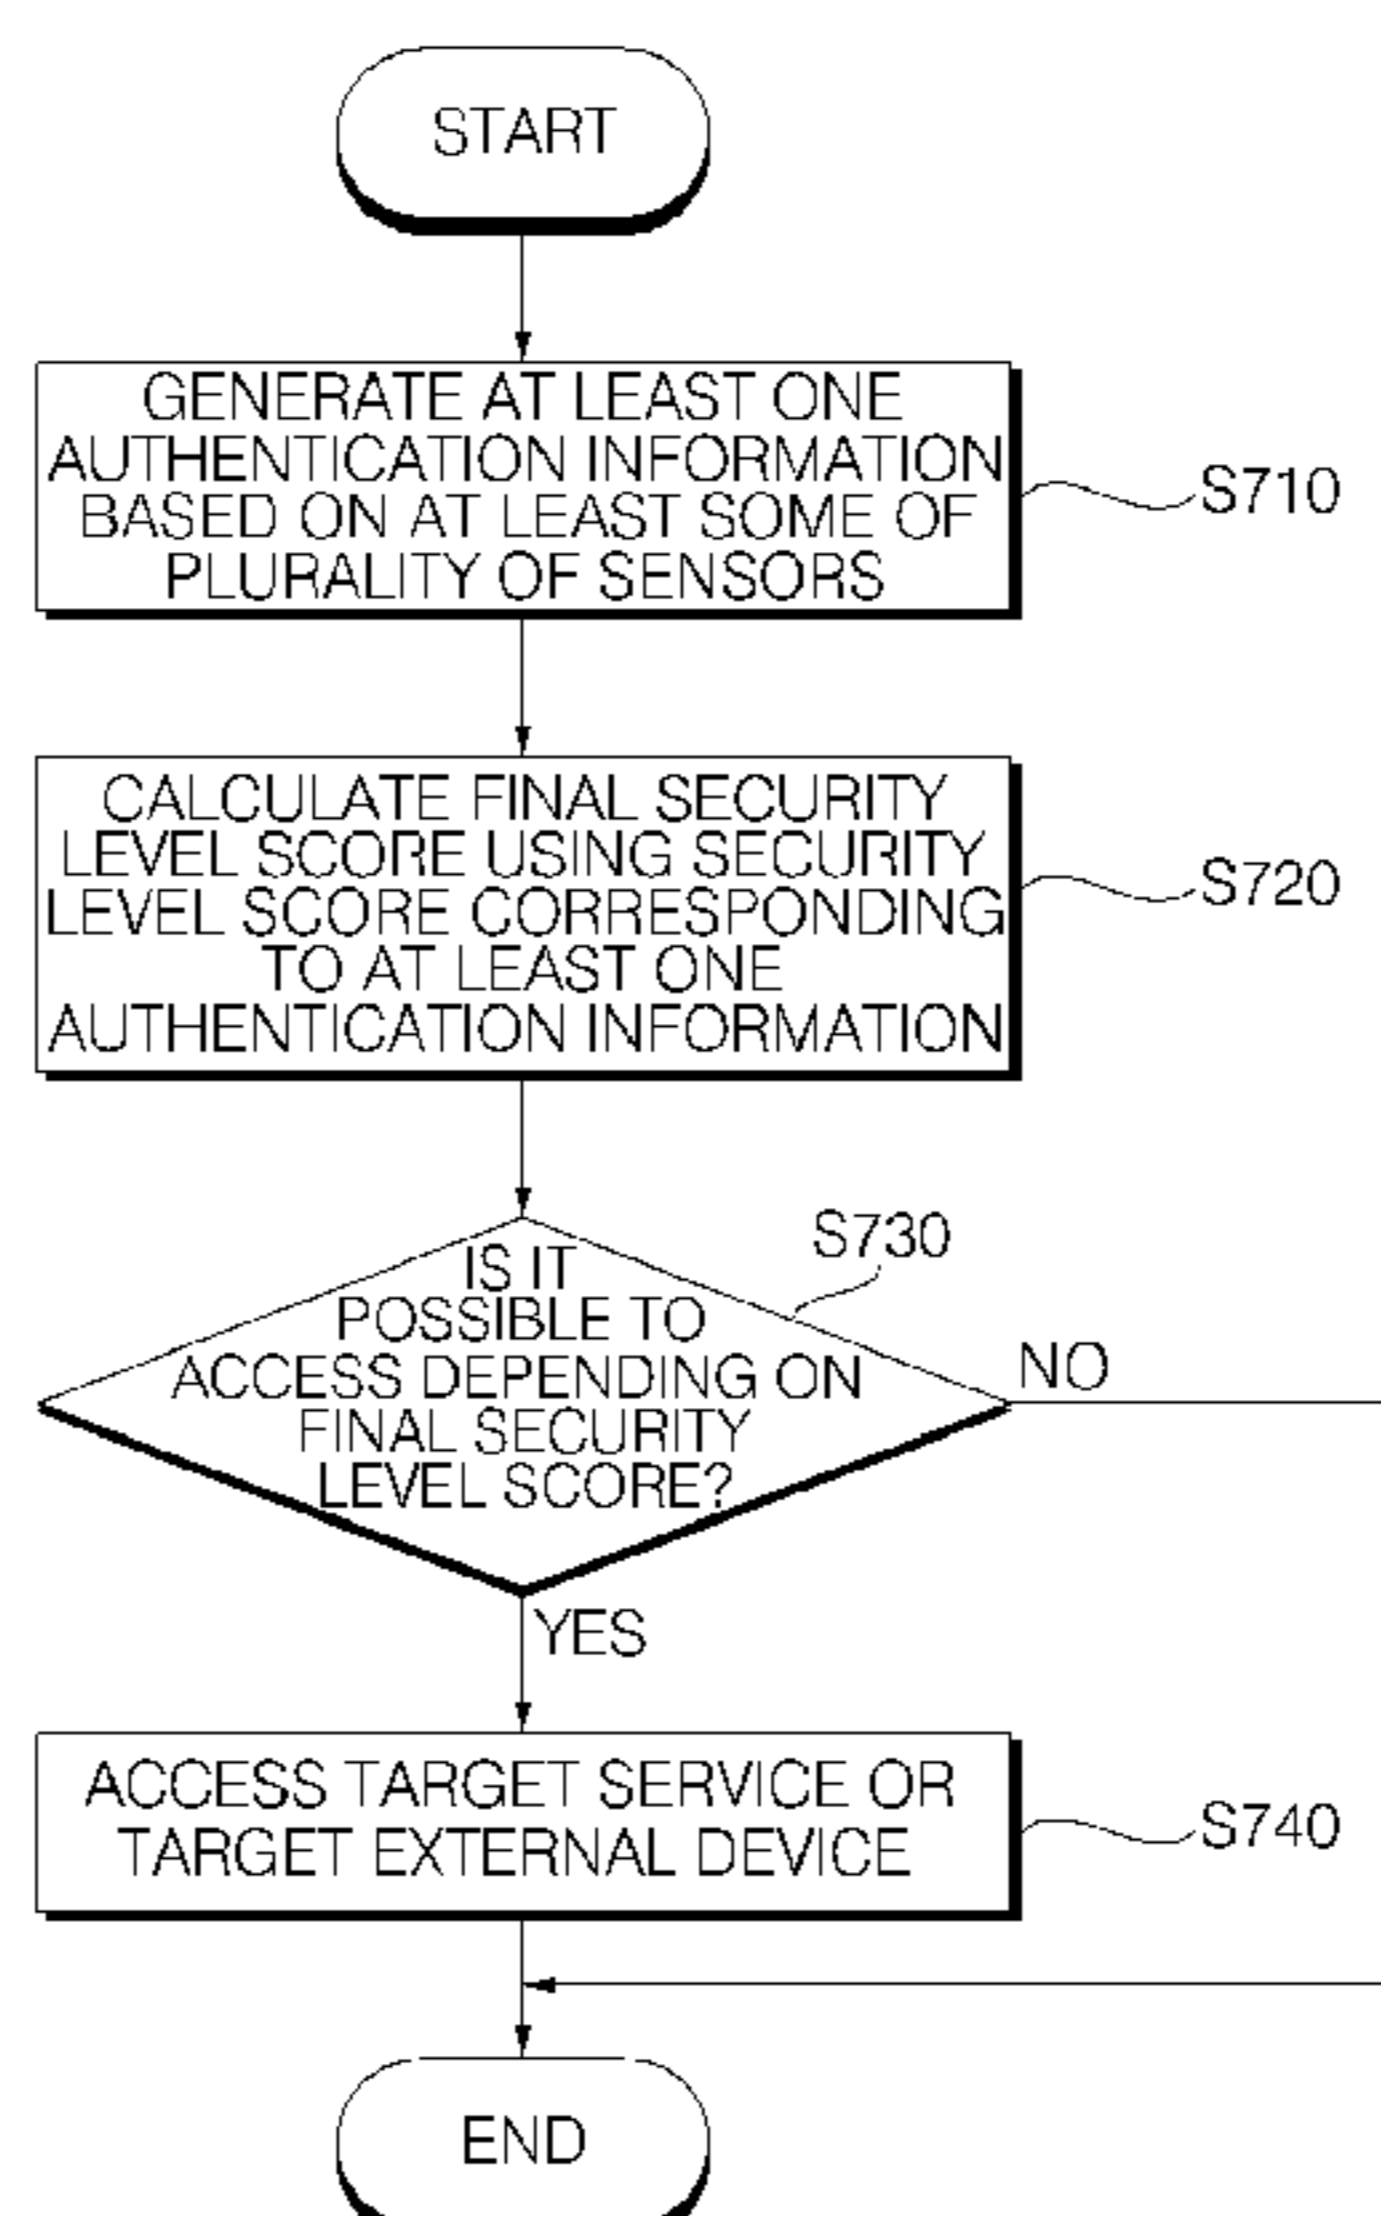 START
GENERATE AT LEAST ONE
AUTHENTICATION INFORMATION
BASED ON AT LEAST SOME OF
PLURALITY OF SENSORS
S710
CALCULATE FINAL SECURITY
LEVEL SCORE USING SECURITY
LEVEL SCORE CORRESPONDING
TO AT LEAST ONE
AUTHENTICATION INFORMATION
S720
S730
IS IT
POSSIBLE TO
ACCESS DEPENDING ON
FINAL SECURITY
LEVEL SCORE?
NO
YES
ACCESS TARGET SERVICE OR
TARGET EXTERNAL DEVICE
S740
END